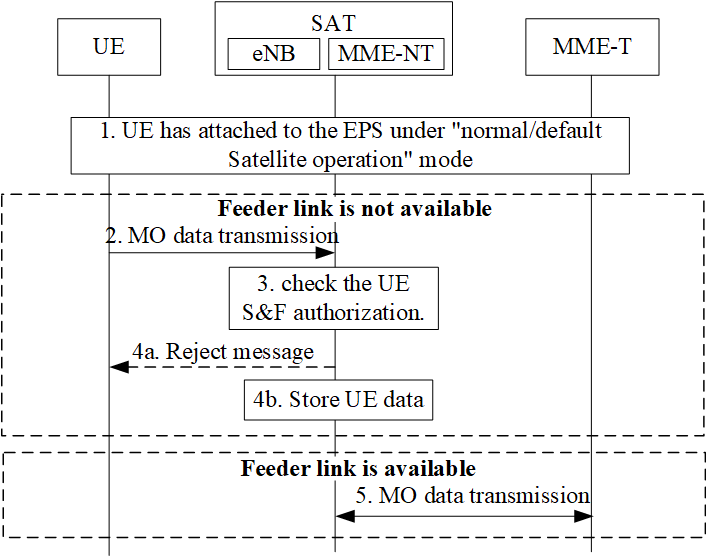 UE
SAT
eNB
MME-NT
MME-T
1. UE has attached to the EPS under "normal/default
Satellite operation" mode
Feeder link is not available
2. MO data transmission
3. check the UE
S&F authorization.
4a. Reject message
4b. Store UE data
Feeder link is available
5. MO data transmission